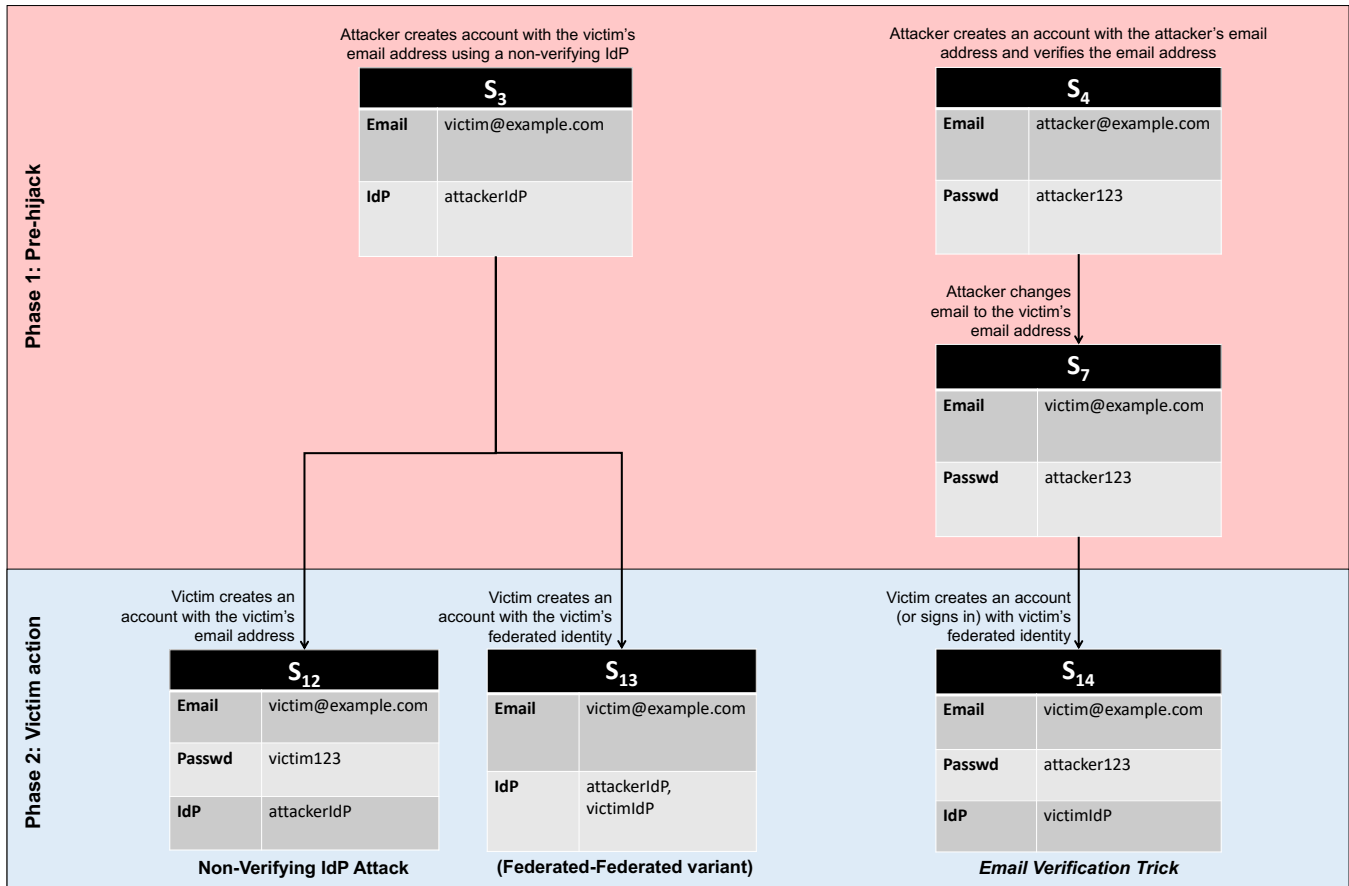 Phase 1: Pre-hijack
Attacker creates account with the victim's
email address using a non-verifying IdP
S3
Email victim@example.com
IdP attackerIdP
Attacker creates an account with the attacker's email
address and verifies the email address
S4
Email attacker@example.com
Passwd attacker123
Attacker changes
email to the victim's
email address
S7
Email victim@example.com
Passwd attacker123
Phase 2: Victim action
Victim creates an
account with the victim's
email address
S12
Email victim@example.com
Passwd victim123
IdP attackerIdP
Non-Verifying IdP Attack
Victim creates an
account with the victim's
federated identity
S13
Email victim@example.com
IdP attackerIdP,
victimIdP
(Federated-Federated variant)
Victim creates an account
(or signs in) with victim's
federated identity
S14
Email victim@example.com
Passwd attacker123
IdP victimIdP
Email Verification Trick